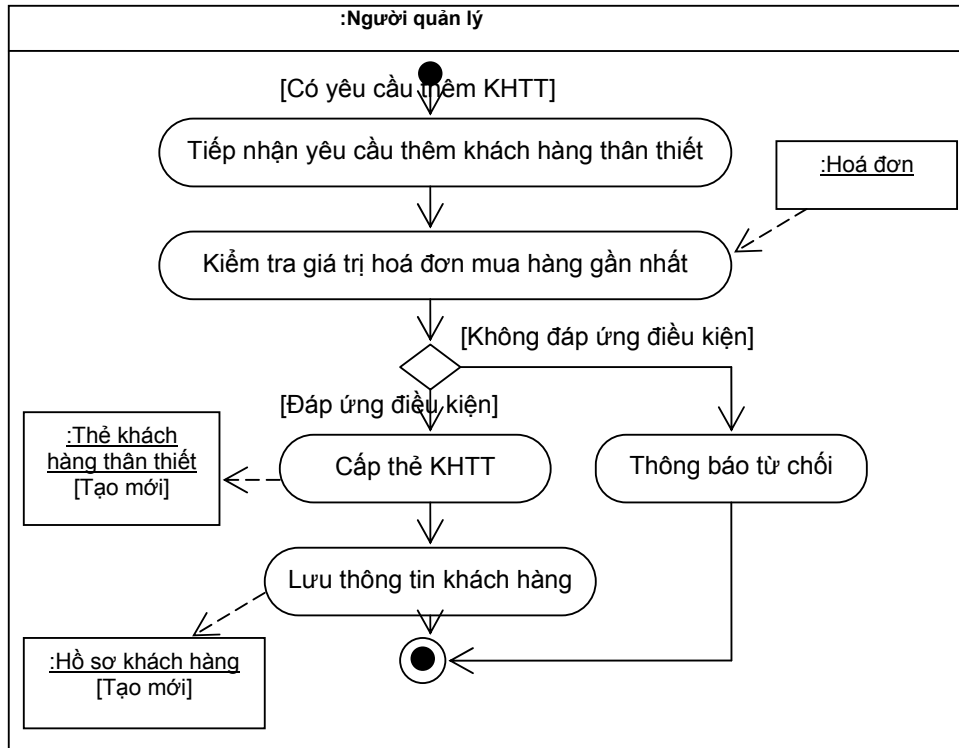 :Người quản lý
[Có yêu cầu thêm KHTT]
Tiếp nhận yêu cầu thêm khách hàng thân thiết
:Hoá đơn
Kiểm tra giá trị hoá đơn mua hàng gần nhất
[Không đáp ứng điều kiện]
[Đáp ứng điều kiện]
:Thẻ khách
hàng thân thiết
[Tạo mới]
Cấp thẻ KHTT
Thông báo từ chối
Lưu thông tin khách hàng
:Hồ sơ khách hàng
[Tạo mới]